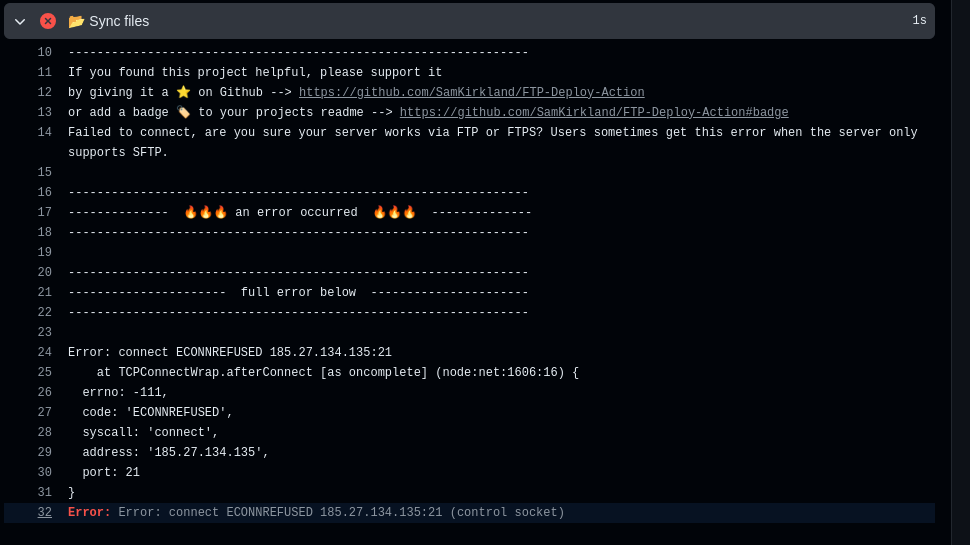 📂 Sync files 1s
10 ----------------------------------------------------------------
11 If you found this project helpful, please support it
12 by giving it a ⭐ on Github --> https://github.com/SamKirkland/FTP-Deploy-Action
13 or add a badge 🏷️ to your projects readme --> https://github.com/SamKirkland/FTP-Deploy-Action#badge
14 Failed to connect, are you sure your server works via FTP or FTPS? Users sometimes get this error when the server only
supports SFTP.
15
16 ----------------------------------------------------------------
17 --------------  🔥🔥🔥 an error occurred  🔥🔥🔥  --------------
18 ----------------------------------------------------------------
19
20 ----------------------------------------------------------------
21 ----------------------  full error below  ----------------------
22 ----------------------------------------------------------------
23
24 Error: connect ECONNREFUSED 185.27.134.135:21
25     at TCPConnectWrap.afterConnect [as oncomplete] (node:net:1606:16) {
26   errno: -111,
27   code: 'ECONNREFUSED',
28   syscall: 'connect',
29   address: '185.27.134.135',
30   port: 21
31 }
32 Error: Error: connect ECONNREFUSED 185.27.134.135:21 (control socket)